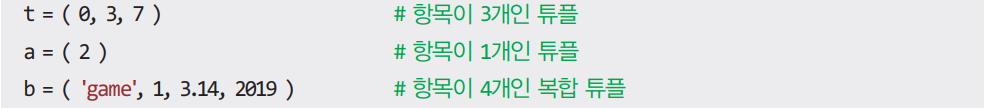 t = ( 0, 3, 7 ) # 항목이 3개인 튜플
a = ( 2 ) # 항목이 1개인 튜플
b = ( 'game', 1, 3.14, 2019 ) # 항목이 4개인 복합 튜플